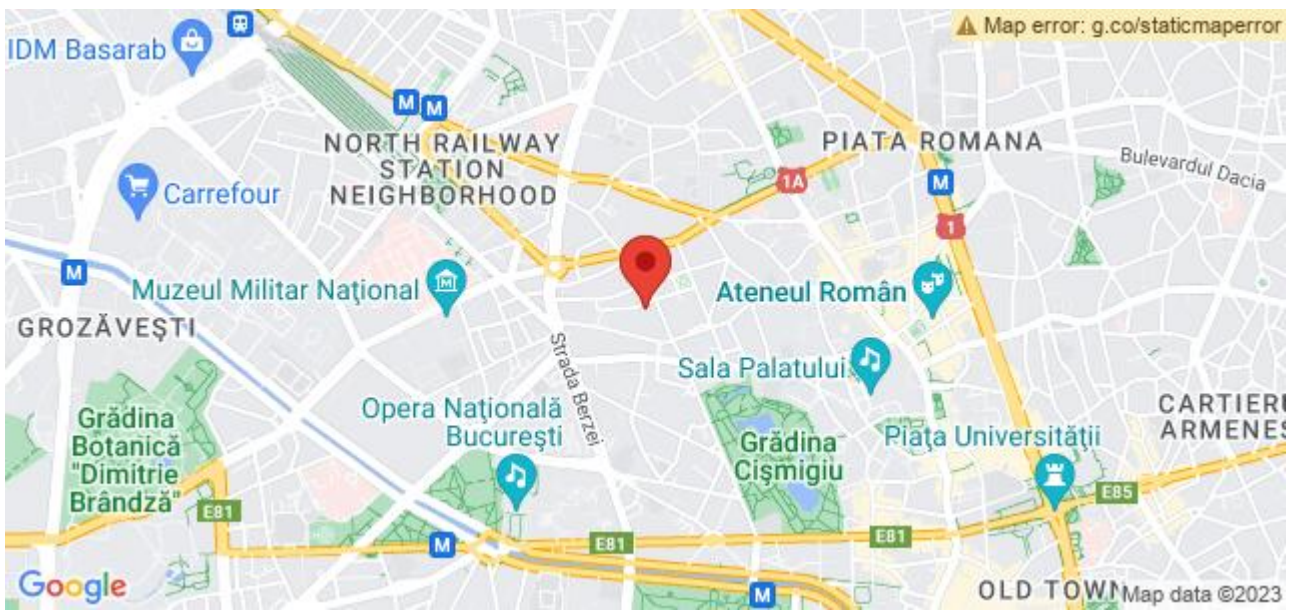 Map error: g.co/staticmaperror
IDM Basarab
M
M
NORTH RAILWAY
STATION
NEIGHBORHOOD
PIATA ROMANA
Bulevardul Dacia
1A
M
Carrefour
1
M
Muzeul Militar Naţional
M
Ateneul Român
GROZĂVEŞTI
Strada Berzei
Sala Palatului
Grădina
Botanică
"Dimitrie
Brândză"
Opera Naţională
Bucureşti
Grădina
Cişmigiu
Piaţa Universităţii
CARTIERU
ARMENES
E85
E81
M
E81
E81
M
Google
OLD TOWN
Map data ©2023